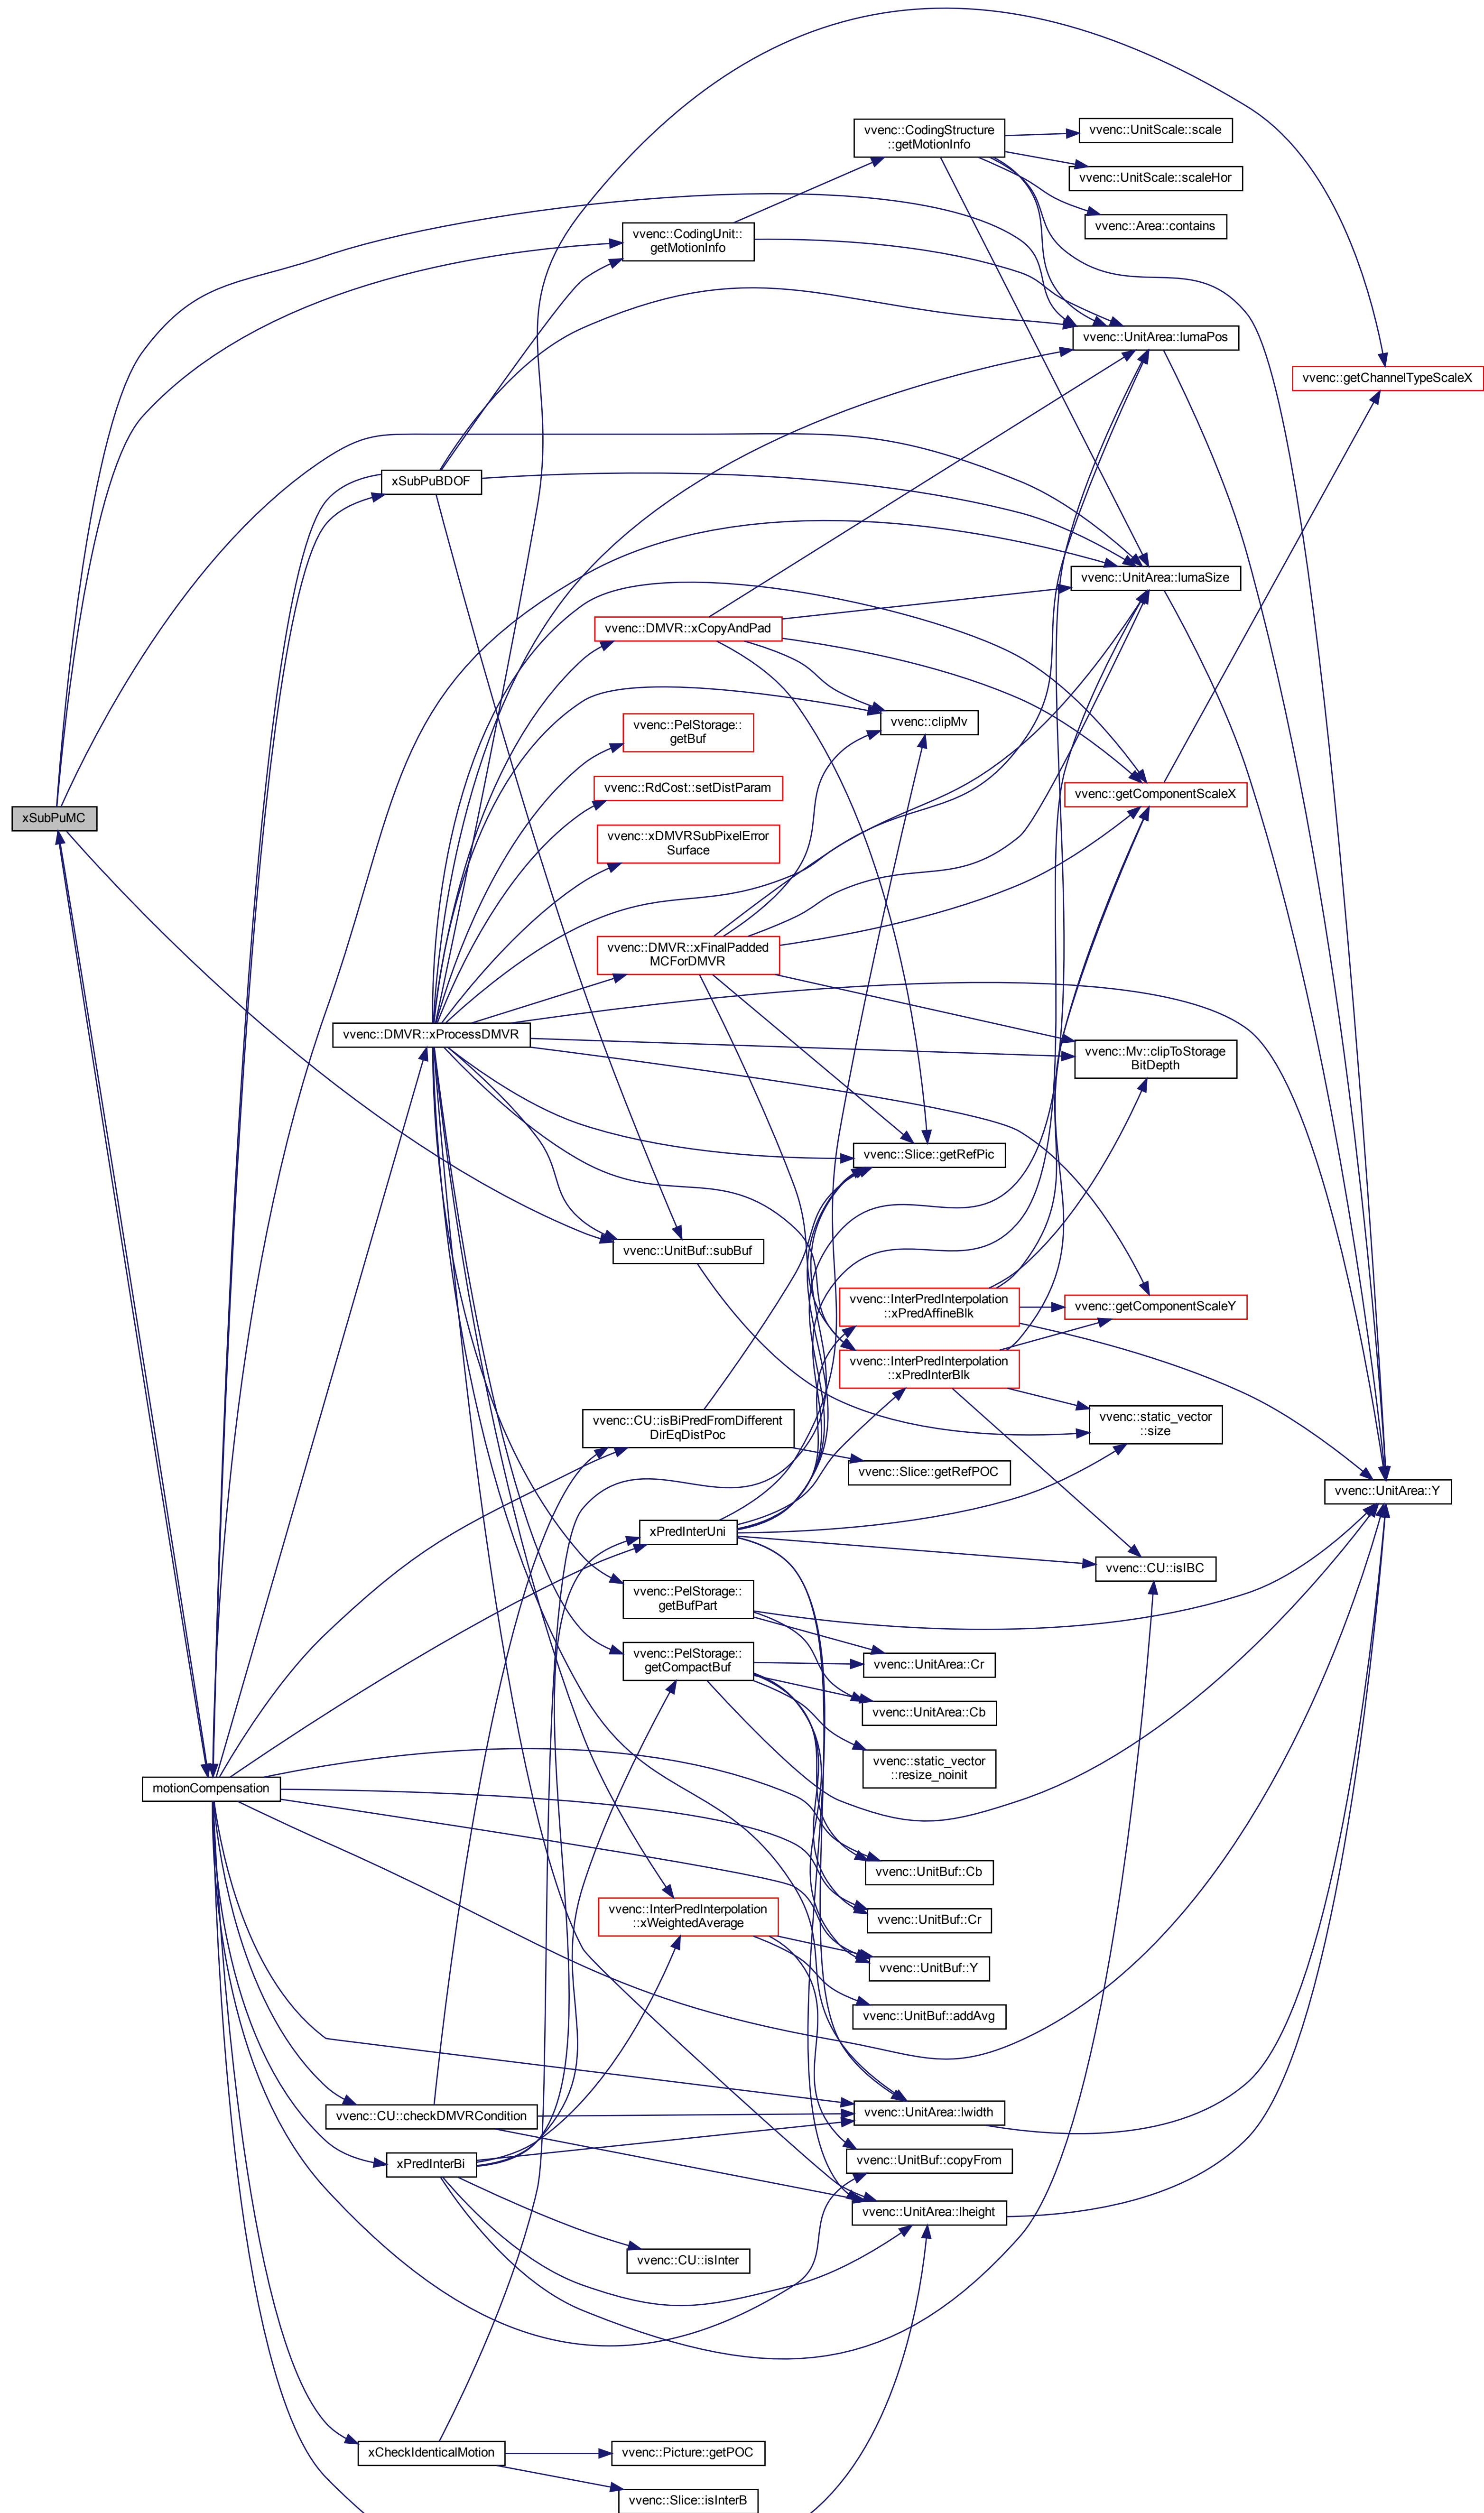 vvenc::CodingStructure
::getMotionInfo
vvenc::UnitScale::scale
vvenc::UnitScale::scaleHor
vvenc::Area::contains
vvenc::CodingUnit::
getMotionInfo
vvenc::UnitArea::lumaPos
vvenc::getChannelTypeScaleX
xSubPuBDOF
vvenc::UnitArea::lumaSize
vvenc::DMVR::xCopyAndPad
vvenc::clipMv
vvenc::PelStorage::
getBuf
vvenc::RdCost::setDistParam
vvenc::getComponentScaleX
xSubPuMC
vvenc::xDMVRSubPixelError
Surface
vvenc::DMVR::xFinalPadded
MCForDMVR
vvenc::DMVR::xProcessDMVR
vvenc::Mv::clipToStorage
BitDepth
vvenc::Slice::getRefPic
vvenc::UnitBuf::subBuf
vvenc::InterPredInterpolation
::xPredAffineBlk
vvenc::getComponentScaleY
vvenc::InterPredInterpolation
::xPredInterBlk
vvenc::CU::isBiPredFromDifferent
DirEqDistPoc
vvenc::static_vector
::size
vvenc::Slice::getRefPOC
vvenc::UnitArea::Y
xPredInterUni
vvenc::CU::isIBC
vvenc::PelStorage::
getBufPart
vvenc::PelStorage::
getCompactBuf
vvenc::UnitArea::Cr
vvenc::UnitArea::Cb
vvenc::static_vector
::resize_noinit
motionCompensation
vvenc::UnitBuf::Cb
vvenc::InterPredInterpolation
::xWeightedAverage
vvenc::UnitBuf::Cr
vvenc::UnitBuf::Y
vvenc::UnitBuf::addAvg
vvenc::CU::checkDMVRCondition
vvenc::UnitArea::lwidth
xPredInterBi
vvenc::UnitBuf::copyFrom
vvenc::UnitArea::lheight
vvenc::CU::isInter
xCheckIdenticalMotion
vvenc::Picture::getPOC
vvenc::Slice::isInterB